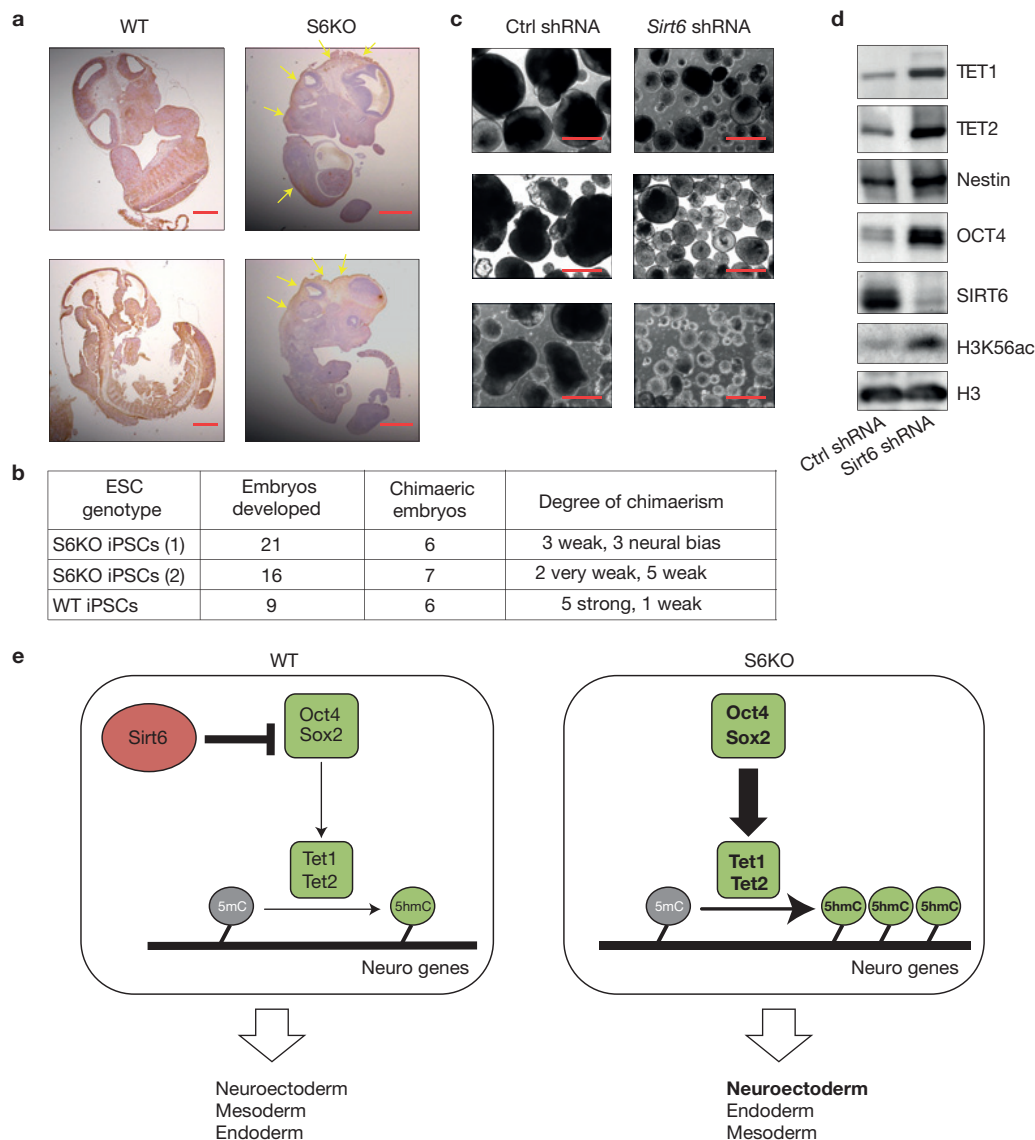 a
WT
S6KO
c
Ctrl shRNA
Sirt6 shRNA
d
TET1
TET2
Nestin
OCT4
SIRT6
H3K56ac
H3
Ctrl shRNA
Sirt6 shRNA
b
ESC genotype
Embryos developed
Chimaeric embryos
Degree of chimaerism
S6KO iPSCs (1)
21
6
3 weak, 3 neural bias
S6KO iPSCs (2)
16
7
2 very weak, 5 weak
WT iPSCs
9
6
5 strong, 1 weak
e
WT
Sirt6
Oct4
Sox2
Tet1
Tet2
5mC
5hmC
Neuro genes
Neuroectoderm
Mesoderm
Endoderm
S6KO
Oct4
Sox2
Tet1
Tet2
5mC
5hmC
5hmC
5hmC
Neuro genes
Neuroectoderm
Endoderm
Mesoderm